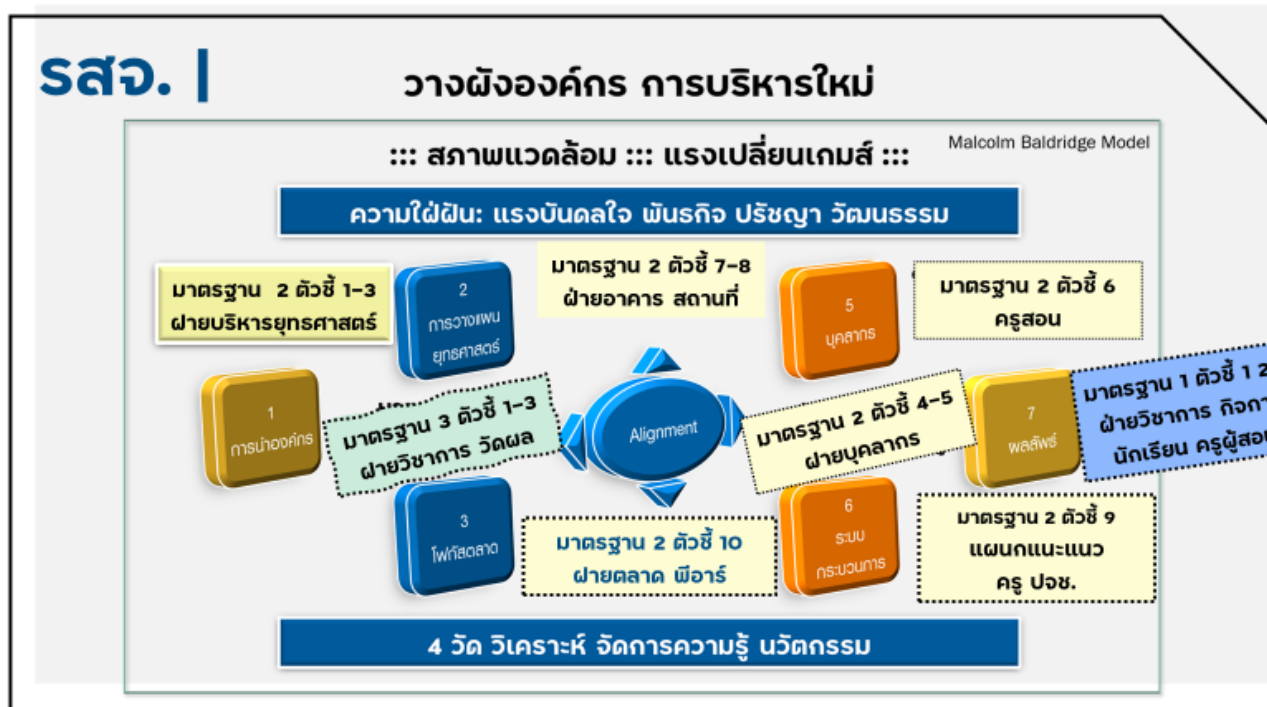 รสจ. |
วางผังองค์กร การบริหารใหม่
Malcolm Baldridge Model
::: สภาพแวดล้อม ::: แรงเปลี่ยนเกมส์ :::
ความใฝ่ฝัน: แรงบันดลใจ พันธกิจ ปรัชญา วัฒนธรรม
มาตรฐาน 2 ตัวชี้ 1-3
ฝ่ายบริหารยุทธศาสตร์
2
การวางแผน
ยุทธศาสตร์
มาตรฐาน 2 ตัวชี้ 7-8
ฝ่ายอาคาร สถานที่
5
บุคลากร
มาตรฐาน 2 ตัวชี้ 6
ครูสอน
1
การนำองค์กร
มาตรฐาน 3 ตัวชี้ 1-3
ฝ่ายวิชาการ วัดผล
Alignment
มาตรฐาน 2 ตัวชี้ 4-5
ฝ่ายบุคลากร
7
ผลลัพธ์
มาตรฐาน 1 ตัวชี้ 1 2
ฝ่ายวิชาการ
นักเรียน ครูผู้สอน
3
โฟกัสตลาด
มาตรฐาน 2 ตัวชี้ 10
ฝ่ายตลาด พีอาร์
6
ระบบ
กระบวนการ
มาตรฐาน 2 ตัวชี้ 9
แผนกแนะแนว
ครู ปจช.
4 วัด วิเคราะห์ จัดการความรู้ นวัตกรรม